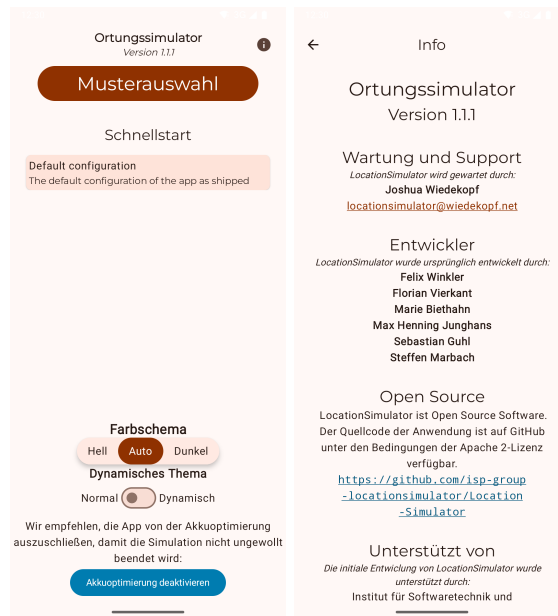 Ortungssimulator
Version 1.1.1
Musterauswahl
Schnellstart
Default configuration
The default configuration of the app as shipped
Farbschema
Hell Auto Dunkel
Dynamisches Thema
Normal Dynamisch
Wir empfehlen, die App von der Akkuoptimierung
auszuschließen, damit die Simulation nicht ungewollt
beendet wird:
Akkuoptimierung deaktivieren
Info
Ortungssimulator
Version 1.1.1
Wartung und Support
LocationSimulator wird gewartet durch:
Joshua Wiedekopf
locationsimulator@wiedekopf.net
Entwickler
LocationSimulator wurde ursprünglich entwickelt durch:
Felix Winkler
Florian Vierkant
Marie Biethahn
Max Henning Junghans
Sebastian Guhl
Steffen Marbach
Open Source
LocationSimulator ist Open Source Software.
Der Quellcode der Anwendung ist auf GitHub
unter den Bedingungen der Apache 2-Lizenz
verfügbar.
https://github.com/isp-group
-locationsimulator/Location
-Simulator
Unterstützt von
Die initiale Entwiclung von LocationSimulator wurde
unterstützt durch:
Institut für Softwaretechnik und